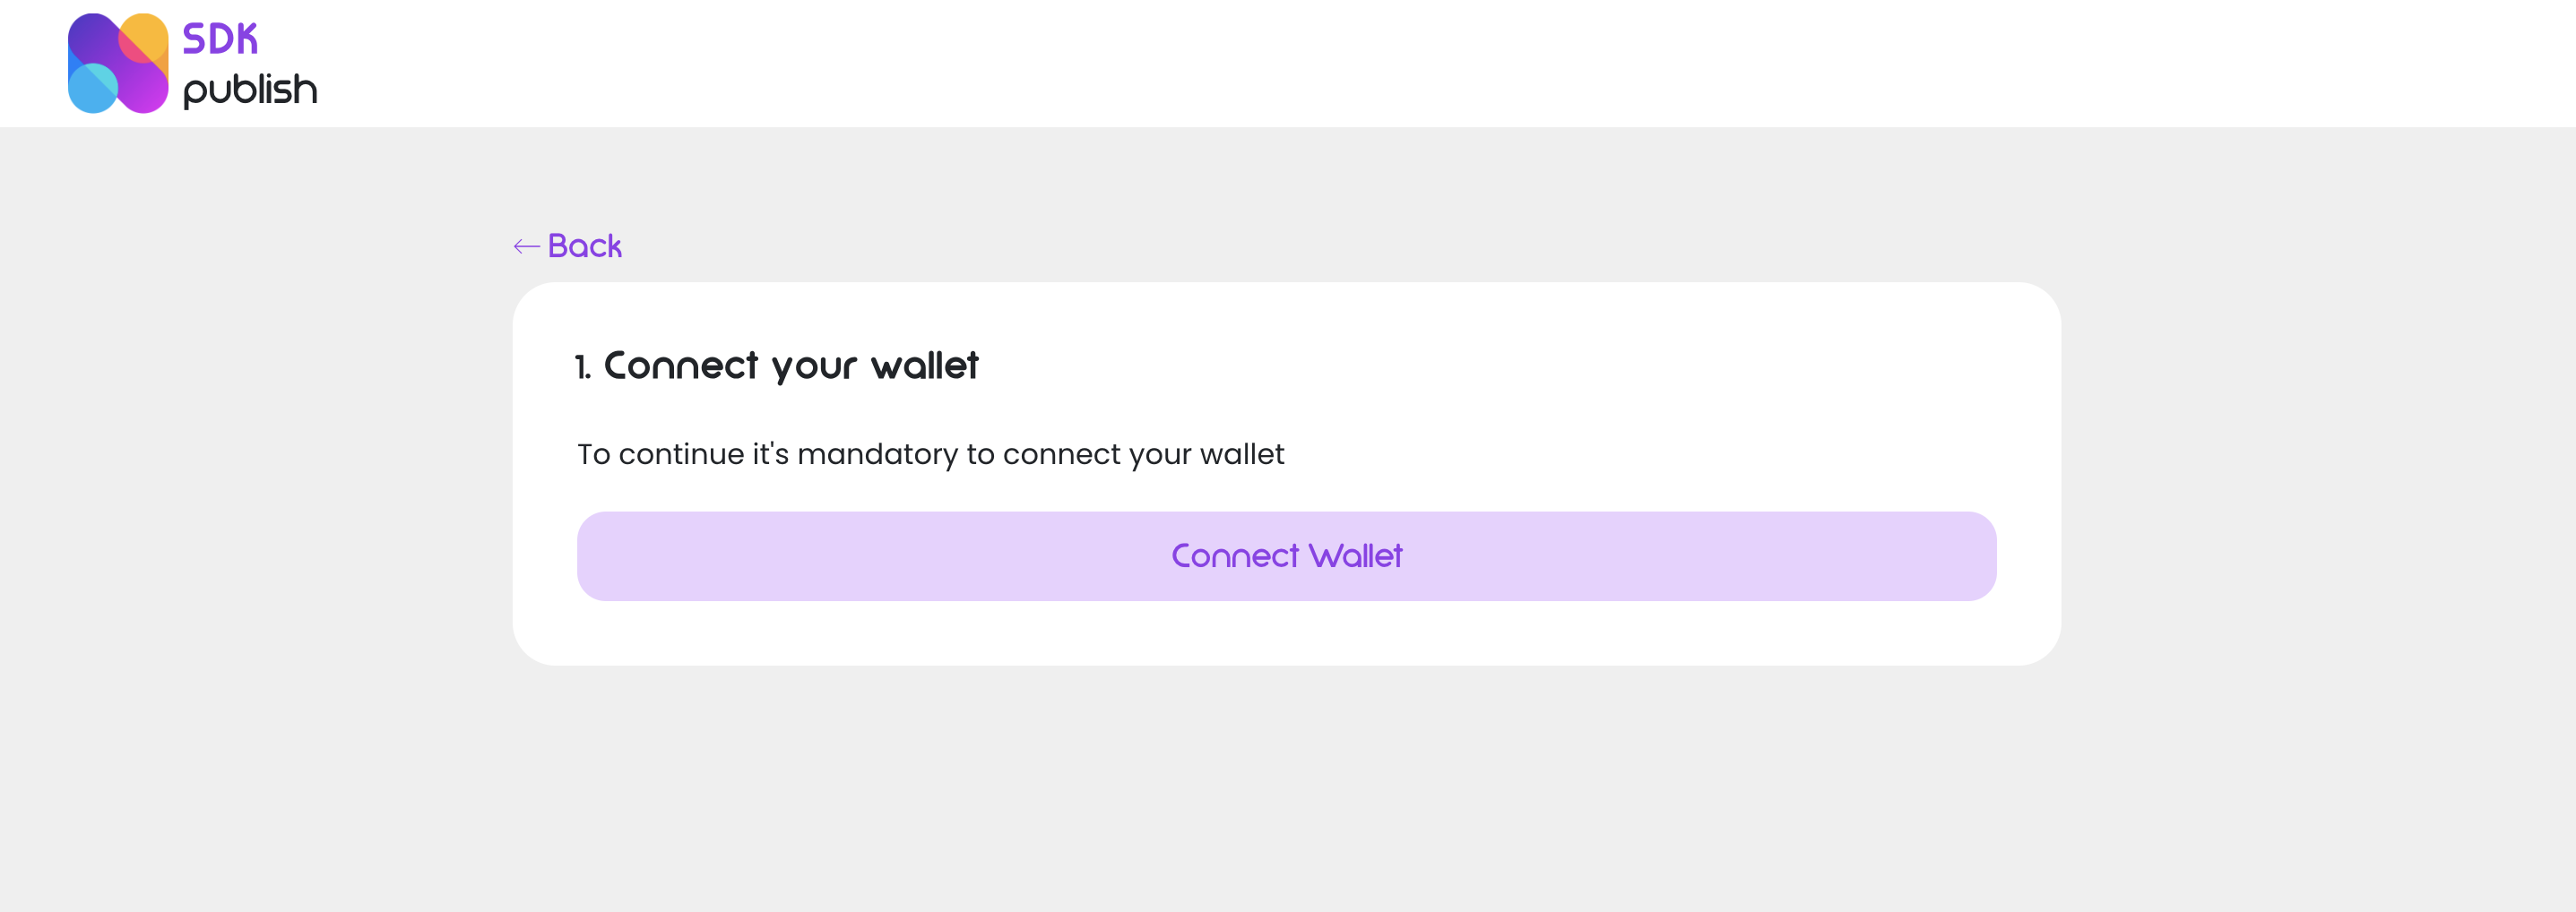 SDK
publish
← Back
1. Connect your wallet
To continue it's mandatory to connect your wallet
Connect Wallet